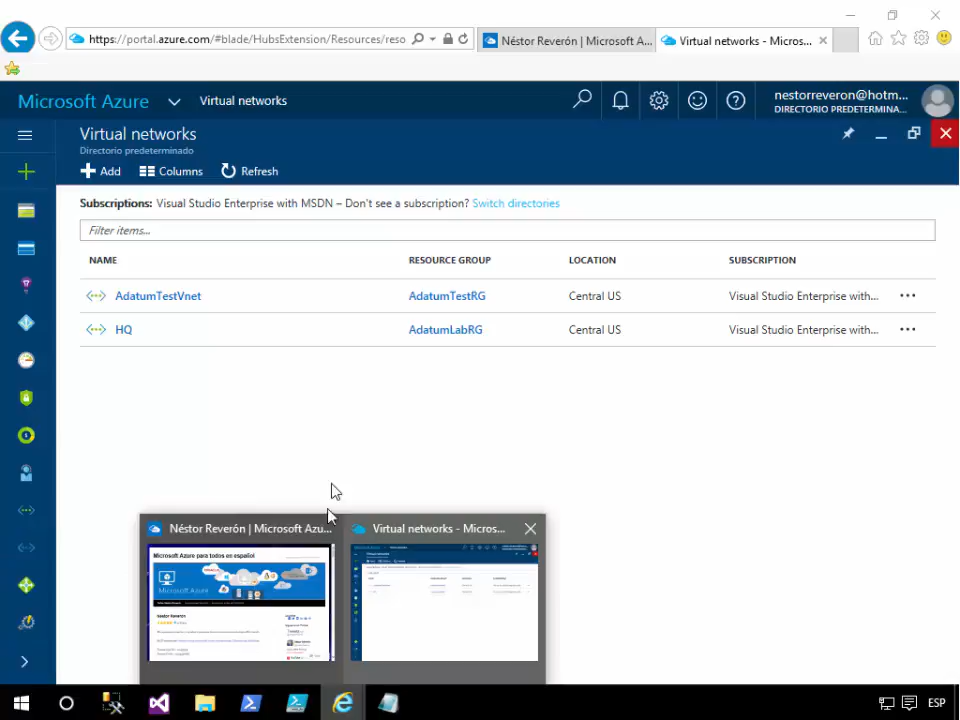 https://portal.azure.com/#blade/HubsExtension/Resources/reso
Néstor Reverón | Microsoft A...
Virtual networks - Micros...
Microsoft Azure
Virtual networks
nestorreveron@hotm...
DIRECTORIO PREDETERMINA...
Virtual networks
Directorio predeterminado
Add
Columns
Refresh
Subscriptions: Visual Studio Enterprise with MSDN – Don't see a subscription? Switch directories
Filter items...
NAME RESOURCE GROUP LOCATION SUBSCRIPTION
AdatumTestVnet AdatumTestRG Central US Visual Studio Enterprise with... ...
HQ AdatumLabRG Central US Visual Studio Enterprise with... ...
Néstor Reverón | Microsoft Azu...
Virtual networks - Micros...
Microsoft Azure para todos en español
Microsoft Azure
Néstor Reverón
ESP